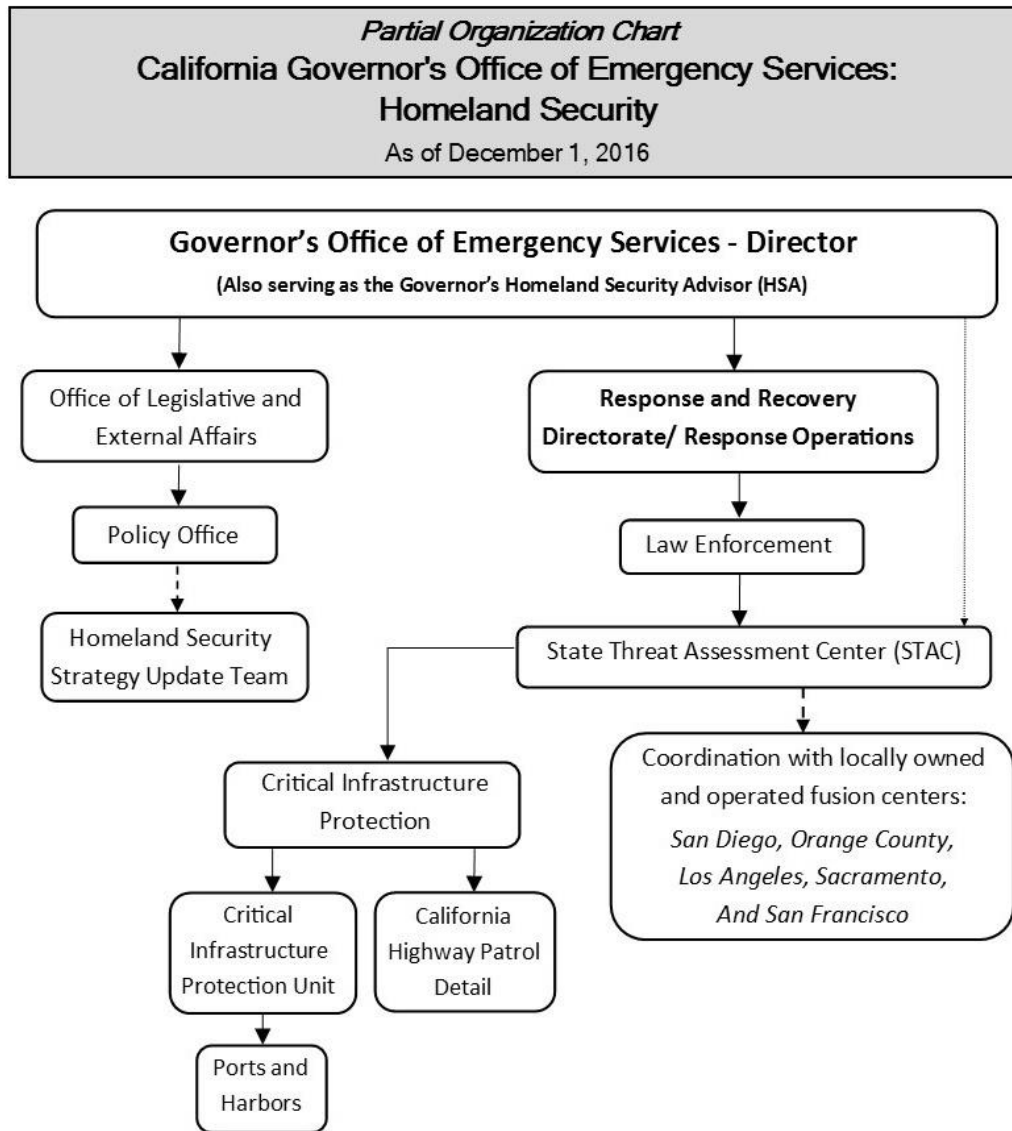 Partial Organization Chart
California Governor's Office of Emergency Services:
Homeland Security
As of December 1, 2016
Governor’s Office of Emergency Services - Director
(Also serving as the Governor’s Homeland Security Advisor (HSA)
Office of Legislative and
External Affairs
Response and Recovery
Directorate/ Response Operations
Policy Office
Law Enforcement
Homeland Security
Strategy Update Team
State Threat Assessment Center (STAC)
Critical Infrastructure
Protection
Coordination with locally owned
and operated fusion centers:
San Diego, Orange County,
Los Angeles, Sacramento,
And San Francisco
Critical
Infrastructure
Protection Unit
California
Highway Patrol
Detail
Ports and
Harbors